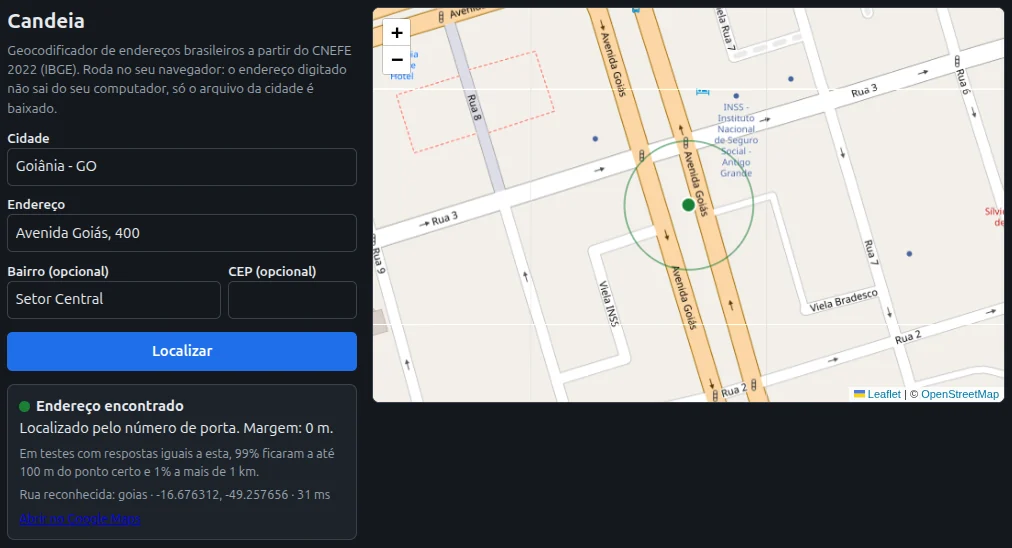 Candeia
Geocodificador de endereços brasileiros a partir do CNEFE
2022 (IBGE). Roda no seu navegador: o endereço digitado
não sai do seu computador, só o arquivo da cidade é
baixado.
Cidade
Goiânia - GO
Endereço
Avenida Goiás, 400
Bairro (opcional)
CEP (opcional)
Setor Central
Localizar
Endereço encontrado
Localizado pelo número de porta. Margem: 0 m.
Em testes com respostas iguais a esta, 99% ficaram a até
100 m do ponto certo e 1% a mais de 1 km.
Rua reconhecida: goias · -16.676312, -49.257656 · 31 ms
Abrir no Google Maps
+
−
Hotel
Avenida Goiás
Viela Rua 7
Rua 8
Rua 3
Rua 6
INSS -
Instituto
Nacional
de Seguro
Social -
Antigo
Grande
Avenida Goiás
Rua 3
Rua 9
Rua 7
Viela INSS
Avenida Goiás
Viela Bradesco
Rua 2
Rua 2
Leaflet | © OpenStreetMap